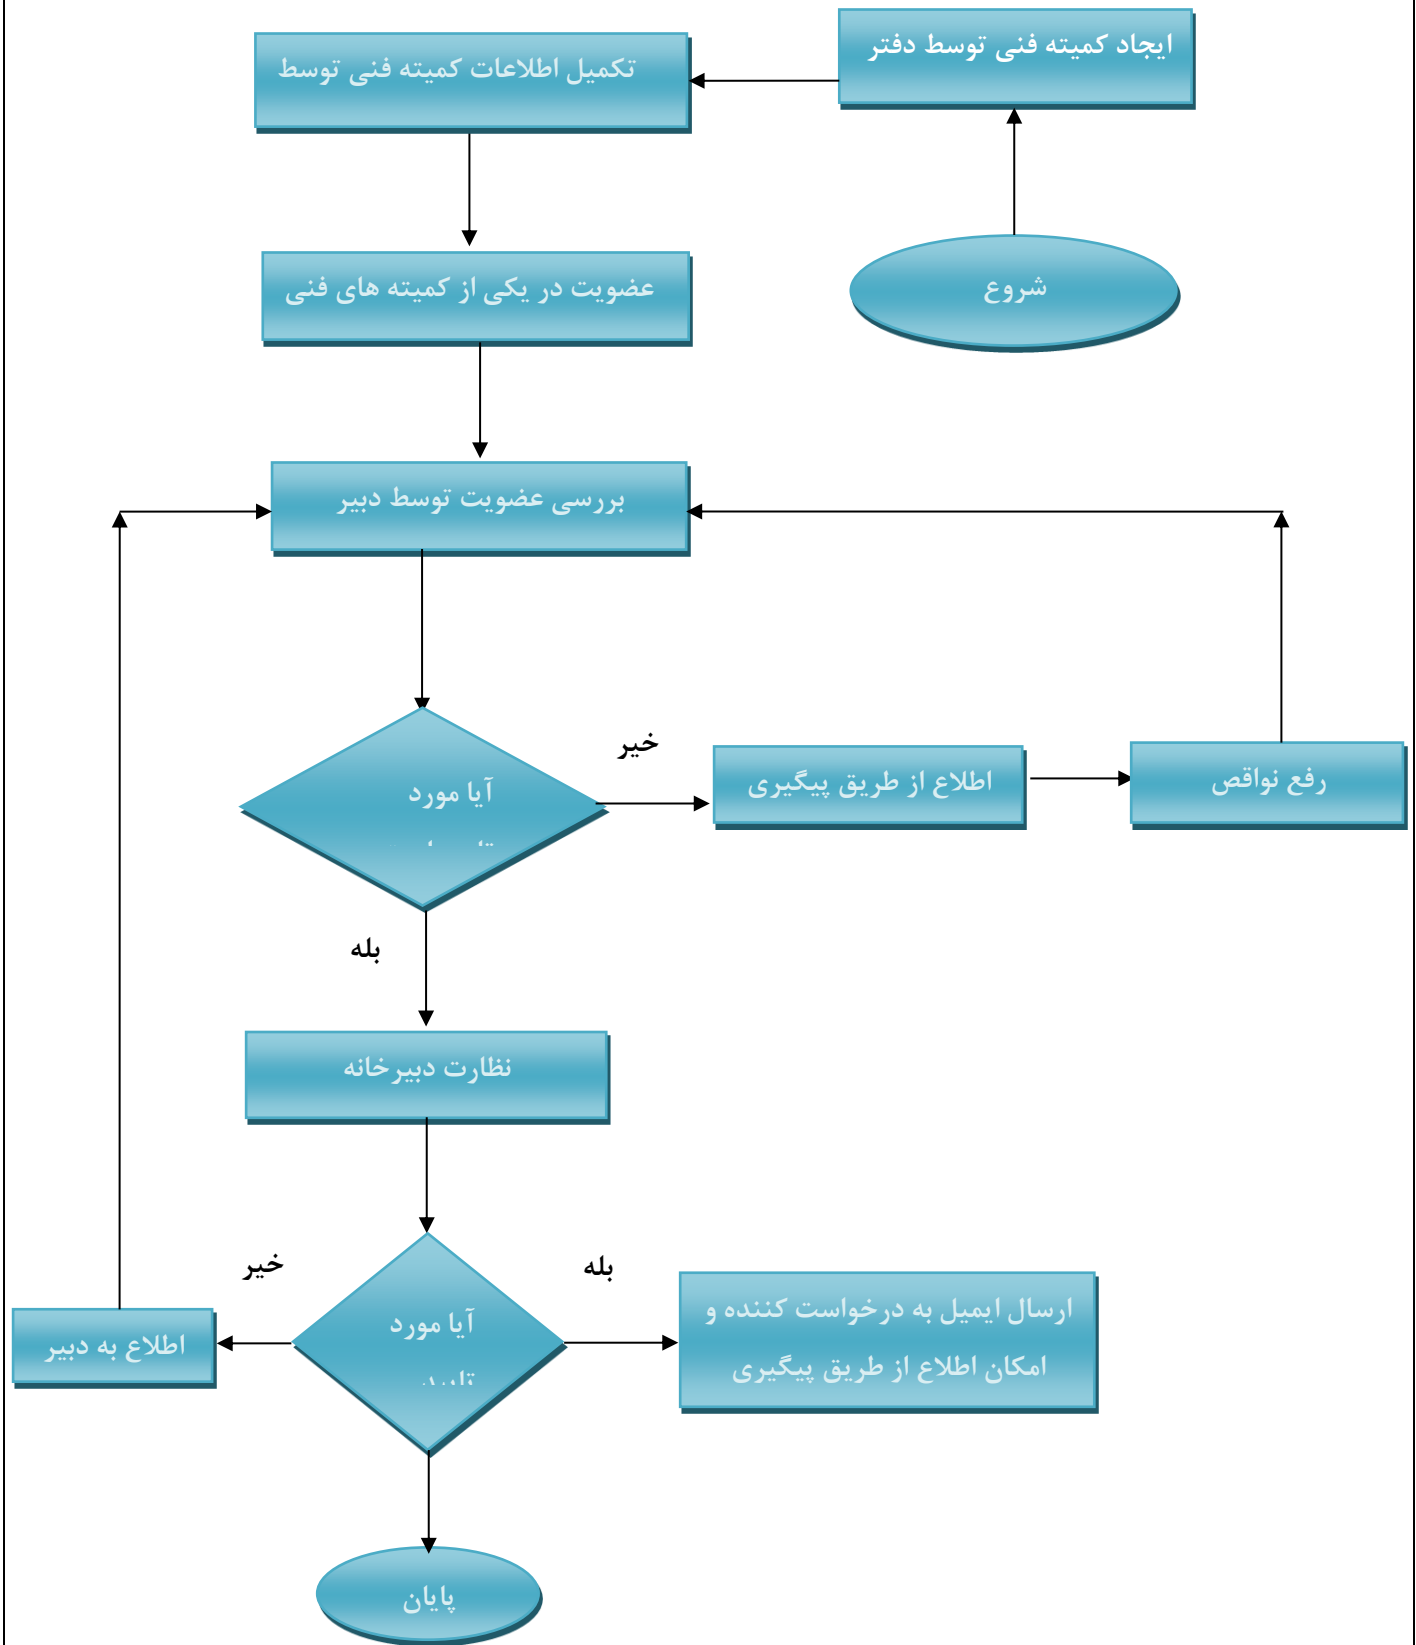 ایجاد کمیته فنی توسط دفتر
تکمیل اطلاعات کمیته فنی توسط
شروع
عضویت در یکی از کمیته های فنی
بررسی عضویت توسط دبیر
خیر
آیا مورد
اطلاع از طریق پیگیری
رفع نواقص
بله
نظارت دبیرخانه
خیر
بله
آیا مورد
ارسال ایمیل به درخواست کننده و
امکان اطلاع از طریق پیگیری
اطلاع به دبیر
پایان